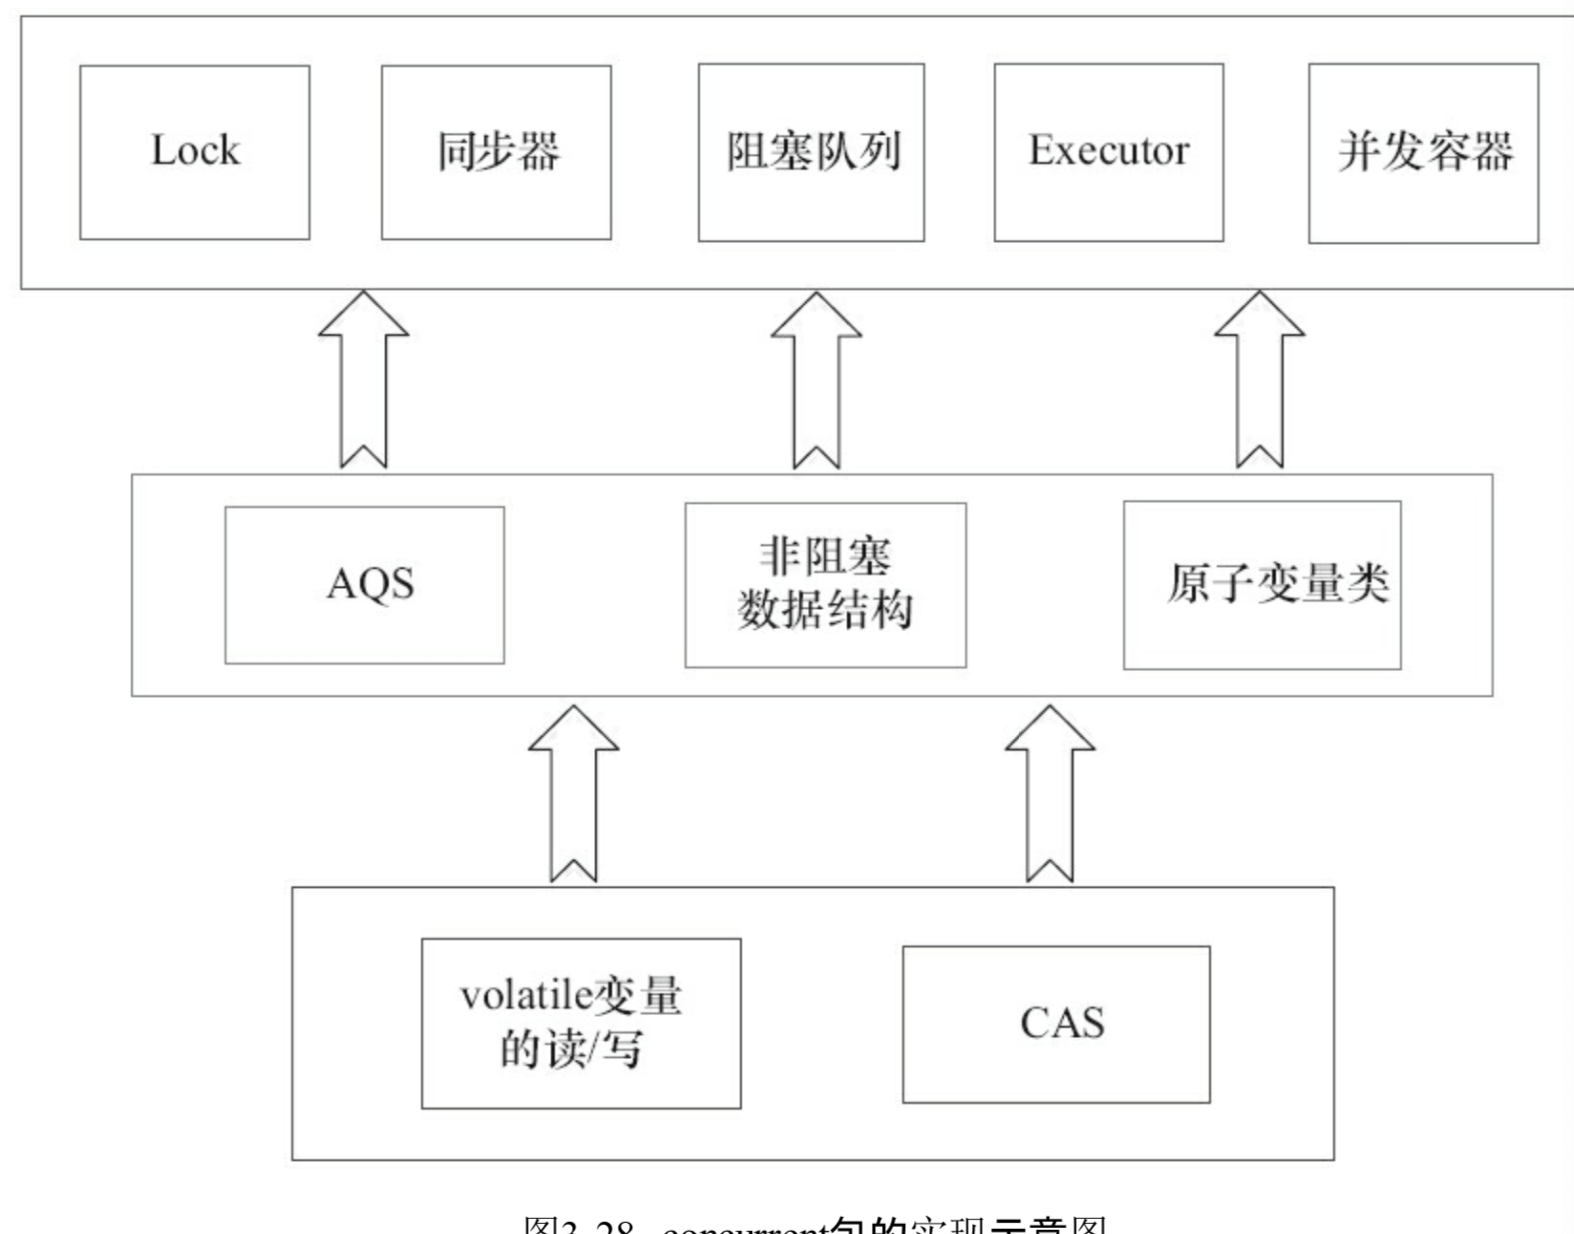 Lock
同步器
阻塞队列
Executor
并发容器
AQS
非阻塞
数据结构
原子变量类
volatile变量
的读/写
CAS
图3-28 concurrent包的实现示意图